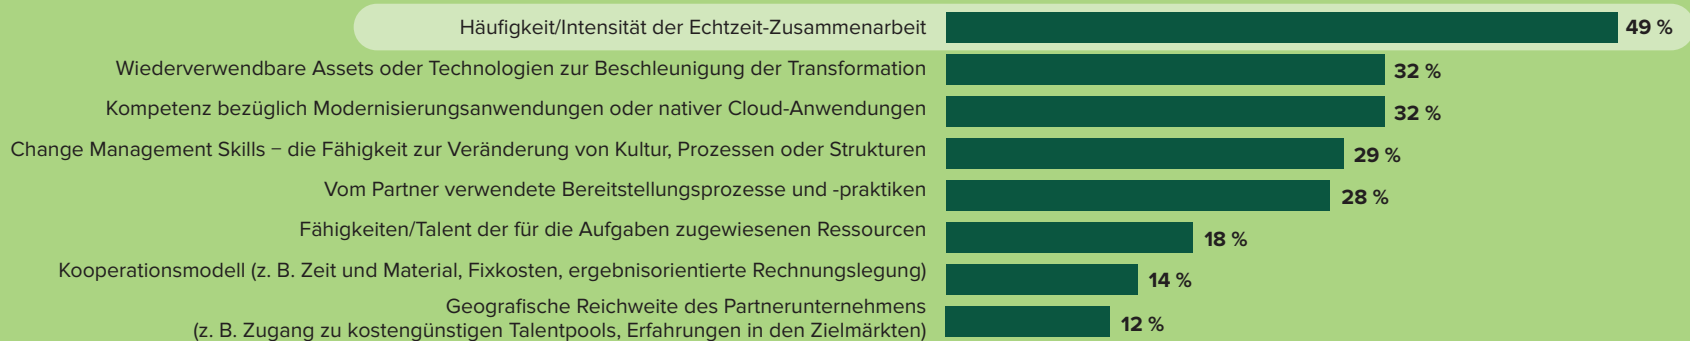 Häufigkeit/Intensität der Echtzeit-Zusammenarbeit 49 %
Wiederverwendbare Assets oder Technologien zur Beschleunigung der Transformation 32 %
Kompetenz bezüglich Modernisierungsanwendungen oder nativer Cloud-Anwendungen 32 %
Change Management Skills – die Fähigkeit zur Veränderung von Kultur, Prozessen oder Strukturen 29 %
Vom Partner verwendete Bereitstellungsprozesse und -praktiken 28 %
Fähigkeiten/Talent der für die Aufgaben zugewiesenen Ressourcen 18 %
Kooperationsmodell (z. B. Zeit und Material, Fixkosten, ergebnisorientierte Rechnungslegung) 14 %
Geografische Reichweite des Partnerunternehmens
(z. B. Zugang zu kostengünstigen Talentpools, Erfahrungen in den Zielmärkten) 12 %